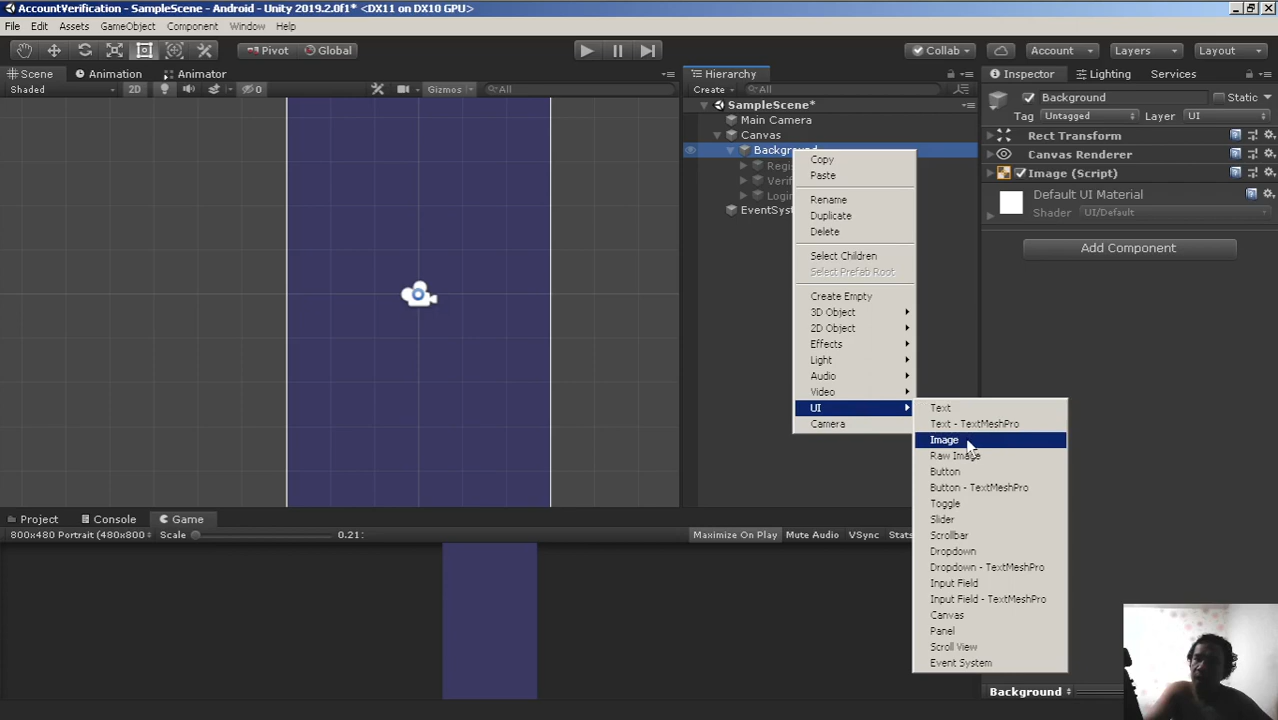 AccountVerification - SampleScene - Android - Unity 2019.2.0f1* <DX11 on DX10 GPU>
File Edit Assets GameObject Component Window Help
Pivot Global Collab Account Layers Layout
Scene Animation Animator
Shaded 2D 0 Gizmos All
Hierarchy
Create All
SampleScene*
Main Camera
Canvas
Background
Regi
Verif
Login
EventSyst
Copy
Paste
Rename
Duplicate
Delete
Select Children
Select Prefab Root
Create Empty
3D Object
2D Object
Effects
Light
Audio
Video
UI
Camera
Text
Text - TextMeshPro
Image
Raw Image
Button
Button - TextMeshPro
Toggle
Slider
Scrollbar
Dropdown
Dropdown - TextMeshPro
Input Field
Input Field - TextMeshPro
Canvas
Panel
Scroll View
Event System
Inspector Lighting Services
Background Static
Tag Untagged Layer UI
Rect Transform
Canvas Renderer
Image (Script)
Default UI Material
Shader UI/Default
Add Component
Project Console Game
800x480 Portrait (480x800 Scale 0.21: Maximize On Play Mute Audio VSync Stats
Background